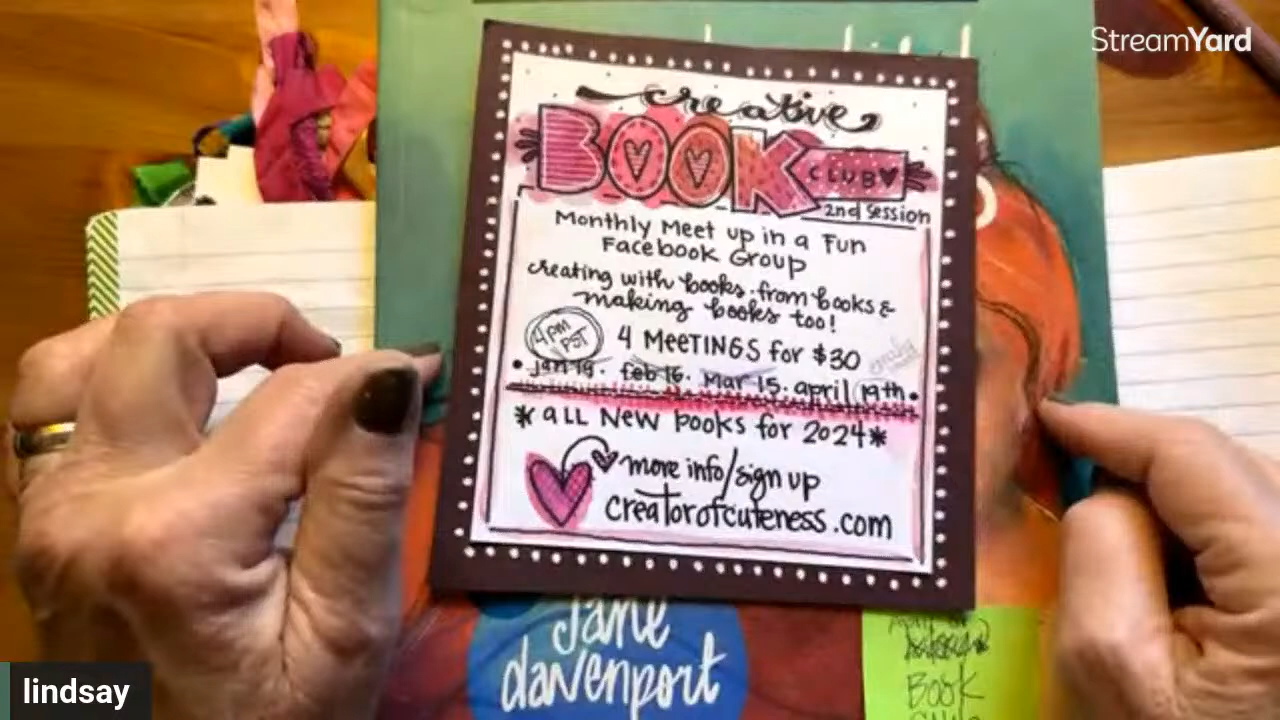 StreamYard
creative
BOOK
CLUB
2nd Session
Monthly Meet up in a Fun
Facebook Group
creating with books. from books &
making books too!
4pm
PST
4 MEETINGS for $30
• Jan 19. feb 16. Mar 15. april 19th •
* aLL New books for 2024 *
more info/sign up
creatorofcuteness.com
Jane
davenport
Book
lindsay